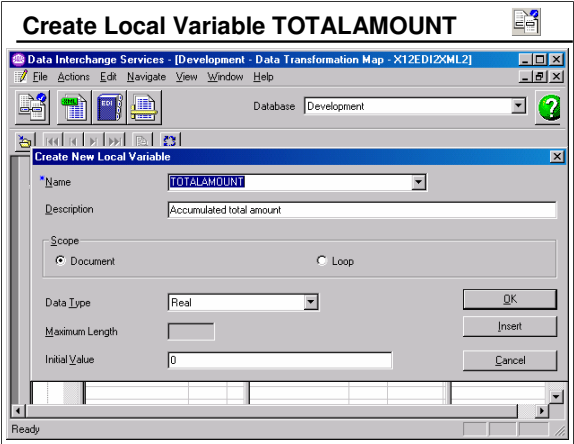 Create Local Variable TOTALAMOUNT
Data Interchange Services - [Development - Data Transformation Map - X12EDI2XML2]
File Actions Edit Navigate View Window Help
XML EDI Database Development
Create New Local Variable
*Name TOTALAMOUNT
Description Accumulated total amount
Scope
Document Loop
Data Type Real OK
Maximum Length Insert
Initial Value 0 Cancel
Ready